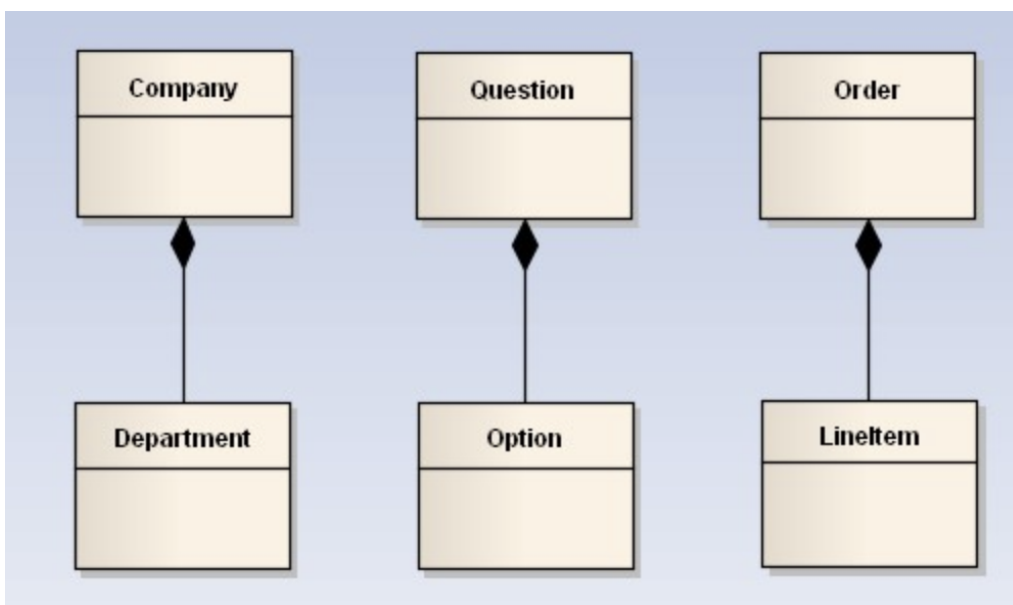 Company
Question
Order
Department
Option
LineItem